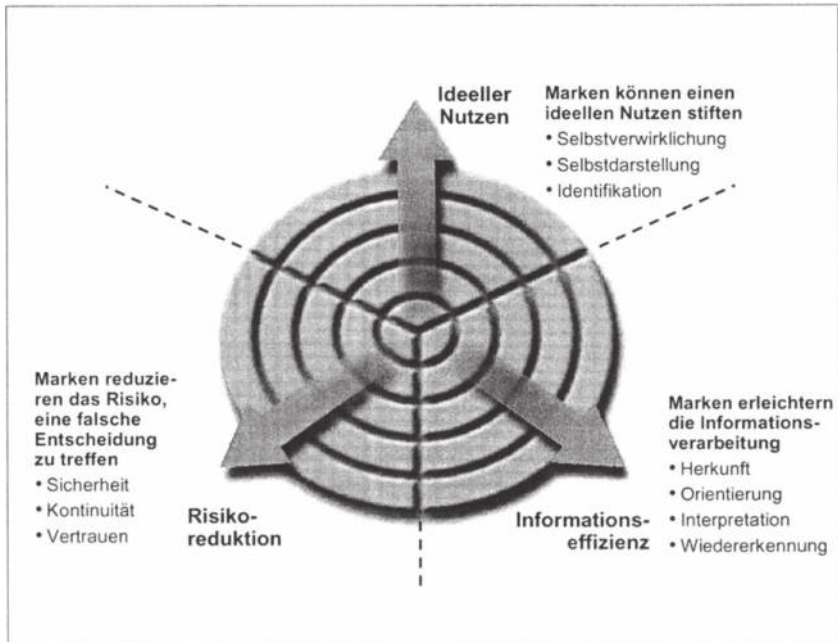 Ideeller
Nutzen
Marken können einen
ideellen Nutzen stiften
• Selbstverwirklichung
• Selbstdarstellung
• Identifikation
Marken reduzie-
ren das Risiko,
eine falsche
Entscheidung
zu treffen
• Sicherheit
• Kontinuität
• Vertrauen
Risiko-
reduktion
Informations-
effizienz
Marken erleichtern
die Informations-
verarbeitung
• Herkunft
• Orientierung
• Interpretation
• Wiedererkennung